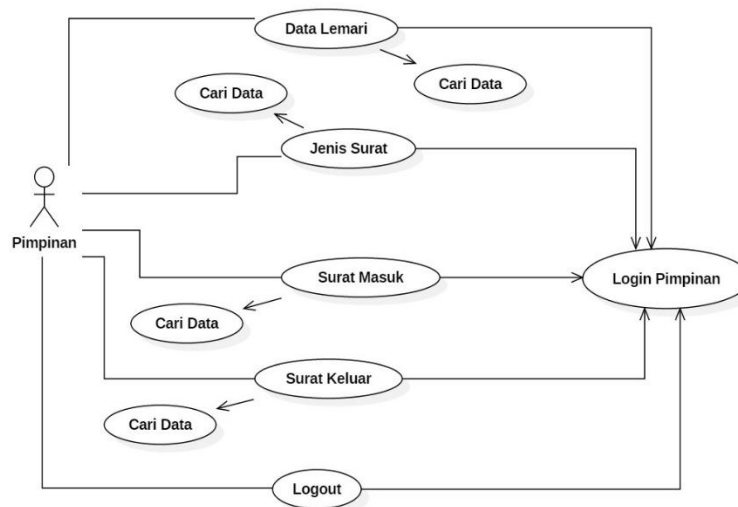 Data Lemari
Cari Data
Cari Data
Jenis Surat
Pimpinan
Surat Masuk
Login Pimpinan
Cari Data
Surat Keluar
Cari Data
Logout